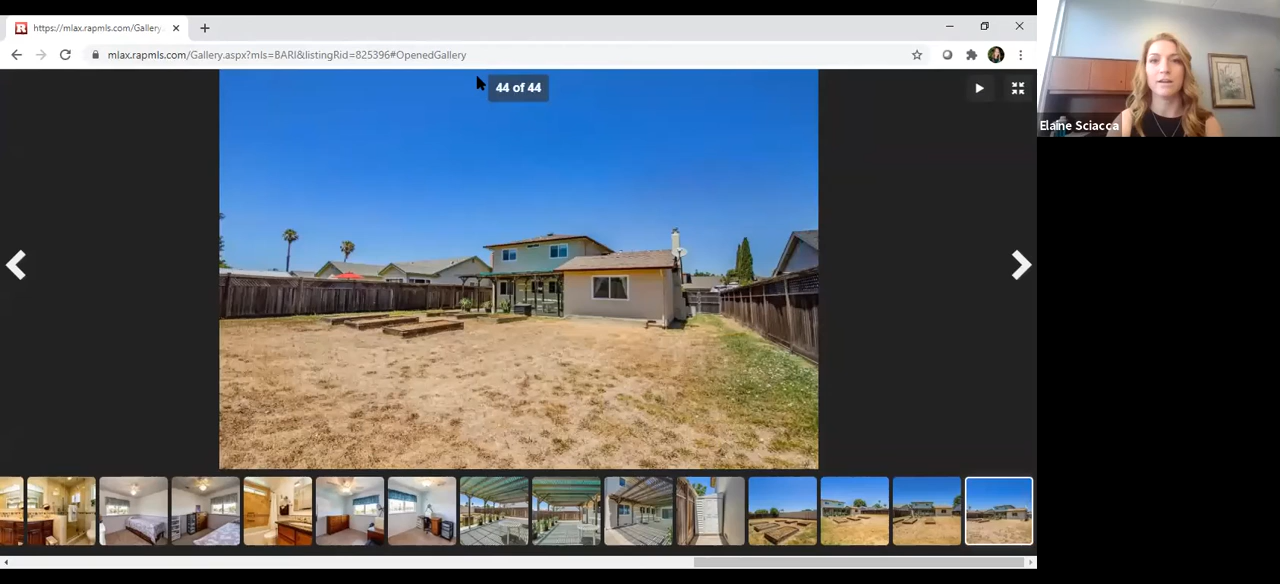 R https://mlax.rapmls.com/Gallery.
mlax.rapmls.com/Gallery.aspx?mls=BARI&listingRid=825396#OpenedGallery
44 of 44
Elaine Sciacca